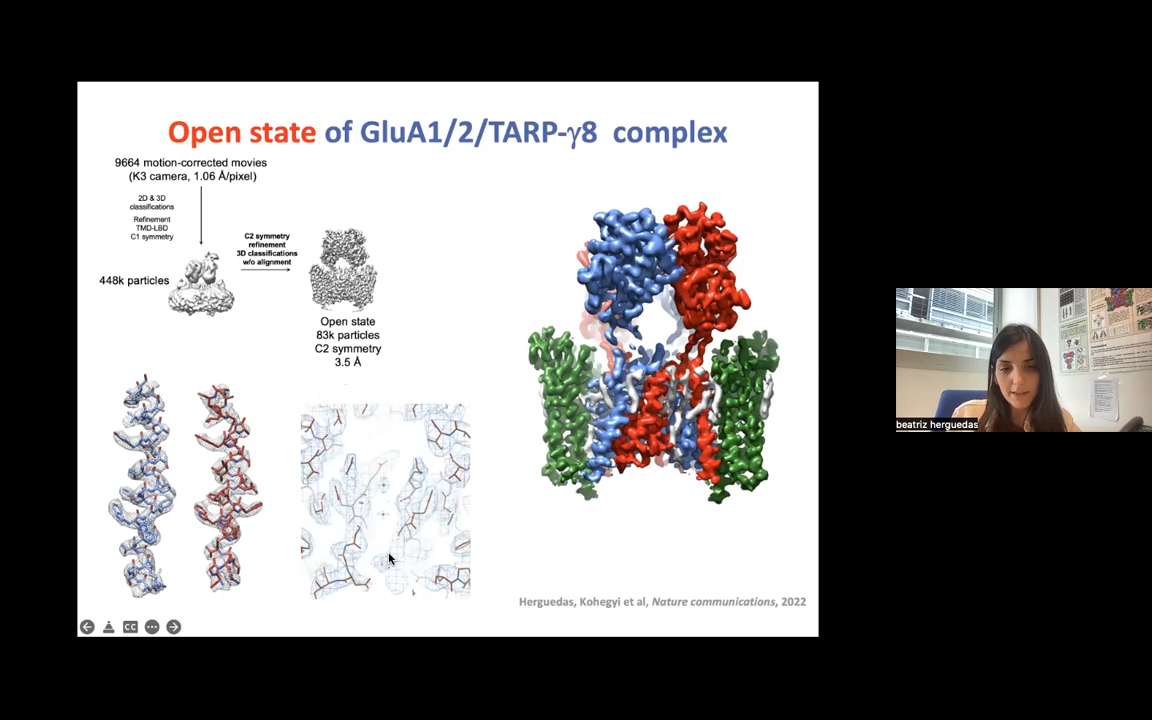 Open state of GluA1/2/TARP-γ8 complex
9664 motion-corrected movies
(K3 camera, 1.06 Å/pixel)
2D & 3D
classifications
Refinement
TMD-LBD
C1 symmetry
448k particles
C2 symmetry
refinement
3D classifications
w/o alignment
Open state
83k particles
C2 symmetry
3.5 Å
Herguedas, Kohegyi et al, Nature communications, 2022
CC
beatriz herguedas